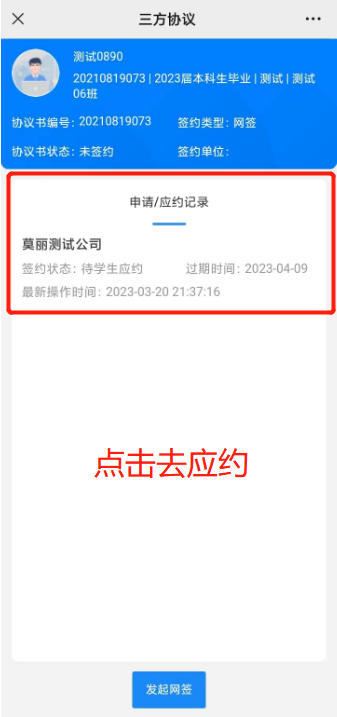 三方协议
测试0890
20210819073 | 2023届本科生毕业 | 测试 | 测试
06班
协议书编号: 20210819073 签约类型: 网签
协议书状态: 未签约 签约单位:
申请/应约记录
莫丽测试公司
签约状态: 待学生应约 过期时间: 2023-04-09
最新操作时间: 2023-03-20 21:37:16
点击去应约
发起网签